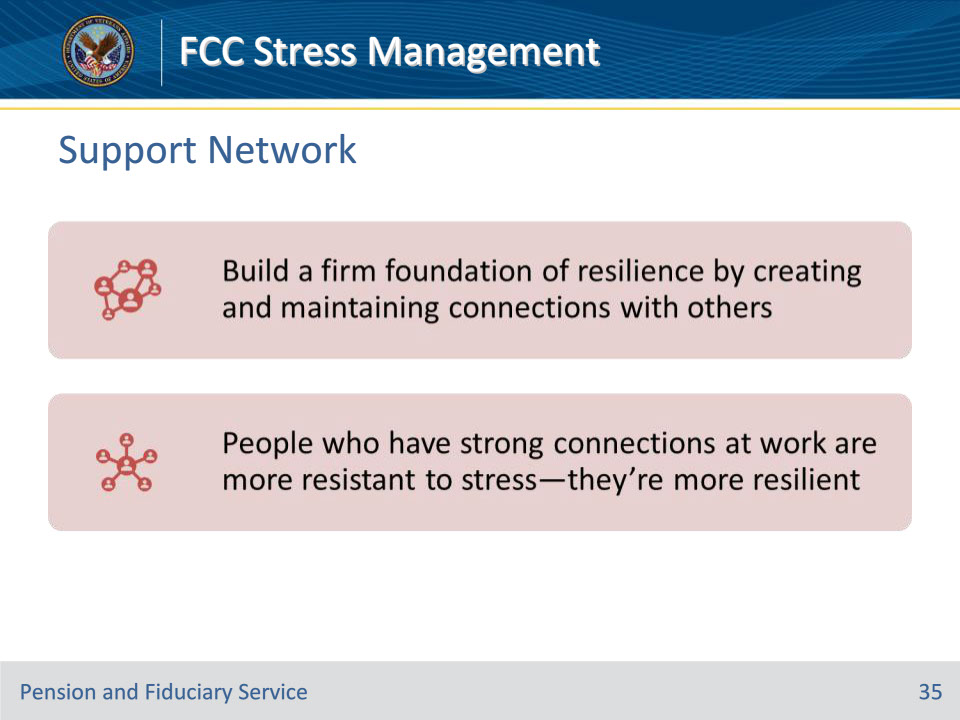 FCC Stress Management
Support Network
Build a firm foundation of resilience by creating
and maintaining connections with others
People who have strong connections at work are
more resistant to stress—they're more resilient
Pension and Fiduciary Service
35